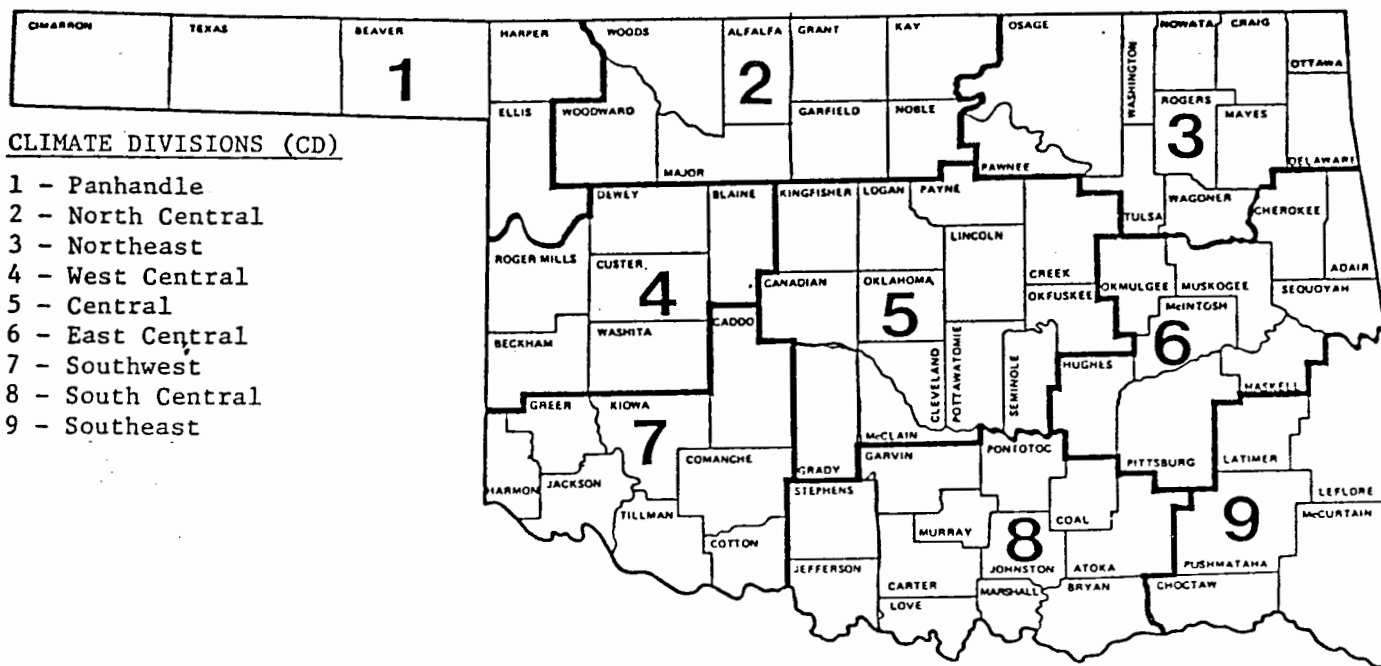 CIMARRON
TEXAS
BEAVER
HARPER
WOODS
ALFALFA
GRANT
KAY
OSAGE
WASHINGTON
NOWATA
CRAIG
OTTAWA
1
2
3
ELLIS
WOODWARD
MAJOR
GARFIELD
NOBLE
PAWNEE
ROGERS
MAYES
DELAWARE
CLIMATE DIVISIONS (CD)
1 - Panhandle
2 - North Central
3 - Northeast
4 - West Central
5 - Central
6 - East Central
7 - Southwest
8 - South Central
9 - Southeast
DEWEY
BLAINE
KINGFISHER
LOGAN
PAYNE
LINCOLN
CREEK
TULSA
WAGONER
CHEROKEE
ADAIR
ROGER MILLS
CUSTER
4
CANADIAN
OKLAHOMA
5
OKFUSKEE
OKMULGEE
MUSKOGEE
SEQUOYAH
McINTOSH
6
BECKHAM
WASHITA
CADDO
CLEVELAND
POTTAWATOMIE
SEMINOLE
HUGHES
HASKELL
GREER
KIOWA
7
McCLAIN
GRADY
GARVIN
PONTOTOC
PITTSBURG
LATIMER
LEFLORE
HARMON
JACKSON
COMANCHE
STEPHENS
TILLMAN
COTTON
MURRAY
8
COAL
9
McCURTAIN
JEFFERSON
CARTER
JOHNSTON
ATOKA
PUSHMATAHA
LOVE
MARSHALL
BRYAN
CHOCTAW